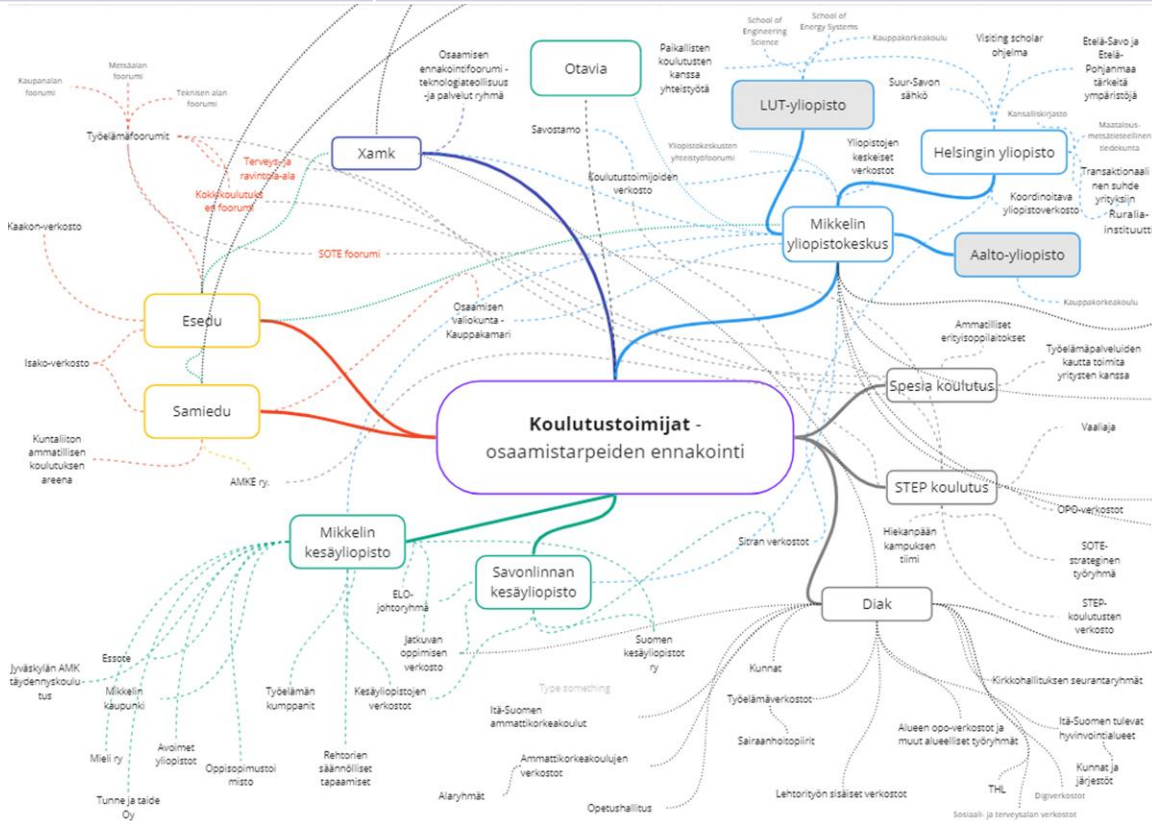 School of
Engineering
Science
School of
Energy Systems
Kauppakorkeakoulu
Visiting scholar
ohjelma
Etelä-Savo ja
Etelä-
Pohjanmaa
tärkeitä
ympäristöjä
Metsäalan
foorumi
Kaupanalan
foorumi
Teknisen alan
foorumi
Työelämäfoorumit
Osaamisen
ennakointifoorumi -
teknologiateollisuus
-ja palvelut ryhmä
Otavia
Paikallisten
koulutusten
kanssa
yhteistyötä
LUT-yliopisto
Suur-Savon
sähkö
Kansalliskirjasto
Maatalous-
metsätieteellinen
tiedekunta
Savostamo
Xamk
Terveys- ja
ravintola-ala
Kokkikoulutuks
en foorumi
Yliopistokeskusten
yhteistyöfoorumi
Koulutustoimijoiden
verkosto
Yliopistojen
keskeiset
verkostot
Helsingin yliopisto
Transaktionaali
nen suhde
yrityksiin
Koordinoitava
yliopistoverkosto
Ruralia-
instituutti
Kaakon-verkosto
Mikkelin
yliopistokeskus
Aalto-yliopisto
Kauppakorkeakoulu
SOTE foorumi
Esedu
Osaamisen
valiokunta -
Kauppakamari
Ammatilliset
erityisoppilaitokset
Työelämäpalveluiden
kautta toimita
yritysten kanssa
Isako-verkosto
Spesia koulutus
Samiedu
Koulutustoimijat -
osaamistarpeiden ennakointi
Kuntaliiton
ammatillisen
koulutuksen
areena
AMKE ry.
Vaaliaja
STEP koulutus
OPO-verkostot
Mikkelin
kesäyliopisto
Sitran verkostot
Hiekanpään
kampuksen
tiimi
SOTE-
strateginen
työryhmä
Savonlinnan
kesäyliopisto
ELO-
johtoryhmä
Diak
STEP-
koulutusten
verkosto
Jatkuvan
oppimisen
verkosto
Suomen
kesäyliopistot
ry
Essote
Jyväskylän AMK
täydennyskoulu
tus
Mikkelin
kaupunki
Työelämän
kumppanit
Kesäyliopistojen
verkostot
Type something
Kunnat
Kirkkohallituksen seurantaryhmät
Työelämäverkostot
Itä-Suomen
ammattikorkeakoulut
Sairaanhoitopiirit
Alueen opo-verkostot ja
muut alueelliset työryhmät
Itä-Suomen tulevat
hyvinvointialueet
Mieli ry
Avoimet
yliopistot
Oppisopimustoi
misto
Rehtorien
säännölliset
tapaamiset
Ammattikorkeakoulujen
verkostot
Kunnat ja
järjestöt
Tunne ja taide
Oy
Alaryhmät
Opetushallitus
Lehtorityön sisäiset verkostot
THL
Digiverkostot
Sosiaali- ja terveysalan verkostot